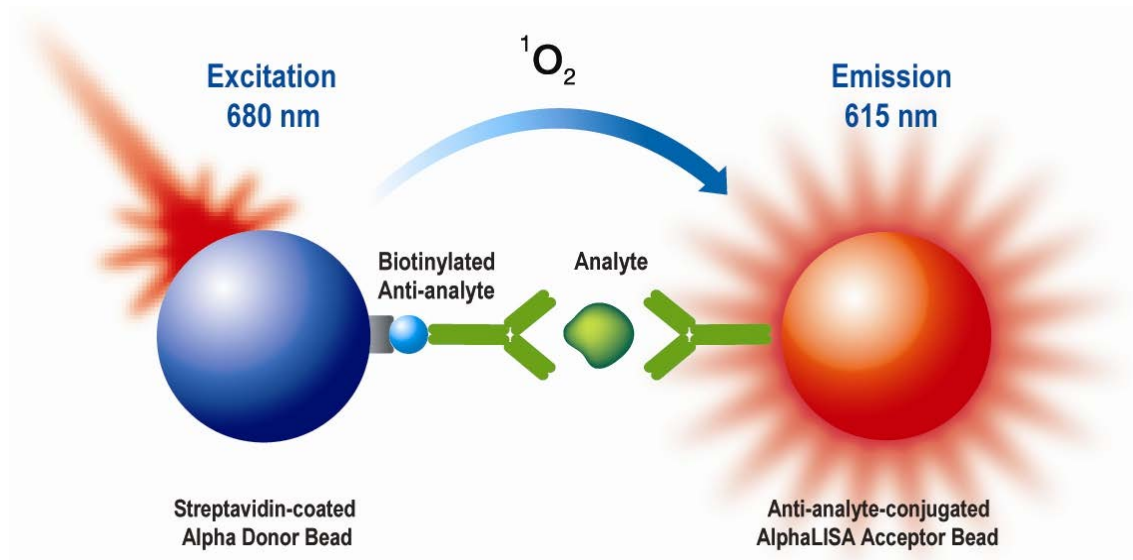 Excitation
680 nm
¹O₂
Emission
615 nm
Biotinylated
Anti-analyte
Analyte
Streptavidin-coated
Alpha Donor Bead
Anti-analyte-conjugated
AlphaLISA Acceptor Bead